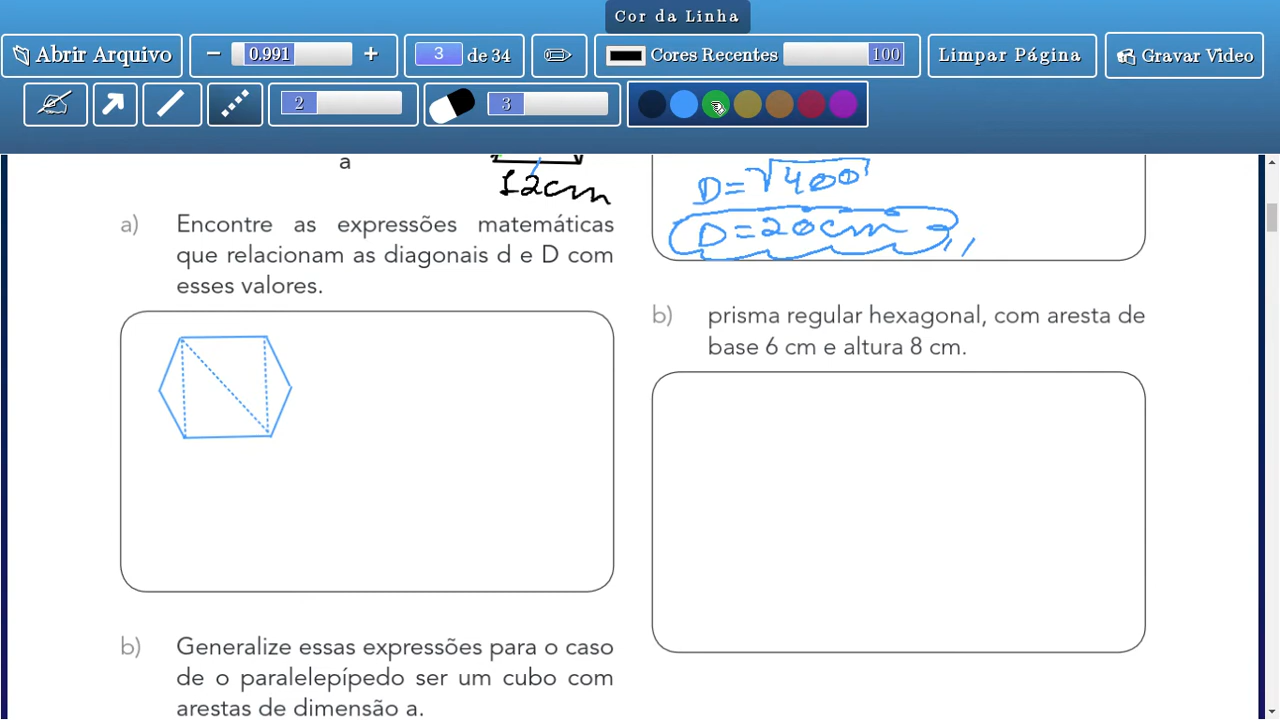 Cor da Linha
Abrir Arquivo
− 0.991 +
3 de 34
Cores Recentes 100
Limpar Página
Gravar Video
2
3
a
12cm
a) Encontre as expressões matemáticas
que relacionam as diagonais d e D com
esses valores.
b) Generalize essas expressões para o caso
de o paralelepípedo ser um cubo com
arestas de dimensão a.
D=√400
D=20cm
b) prisma regular hexagonal, com aresta de
base 6 cm e altura 8 cm.